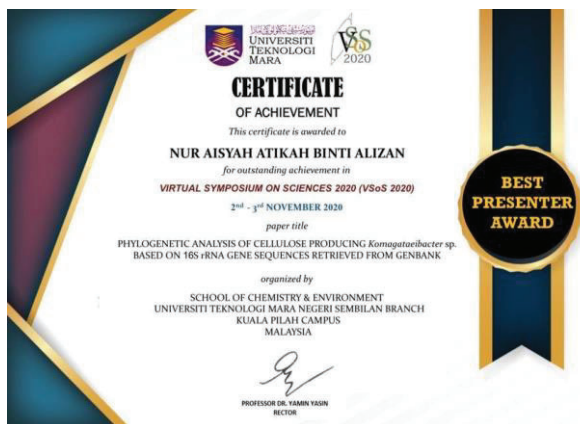 UNIVERSITI
TEKNOLOGI
MARA
VSoS
2020
CERTIFICATE
OF ACHIEVEMENT
This certificate is awarded to
NUR AISYAH ATIKAH BINTI ALIZAN
for outstanding achievement in
VIRTUAL SYMPOSIUM ON SCIENCES 2020 (VSoS 2020)
2nd - 3rd NOVEMBER 2020
paper title
PHYLOGENETIC ANALYSIS OF CELLULOSE PRODUCING Komagataeibacter sp.
BASED ON 16S rRNA GENE SEQUENCES RETRIEVED FROM GENBANK
organized by
SCHOOL OF CHEMISTRY & ENVIRONMENT
UNIVERSITI TEKNOLOGI MARA NEGERI SEMBILAN BRANCH
KUALA PILAH CAMPUS
MALAYSIA
PROFESSOR DR. YAMIN YASIN
RECTOR
BEST
PRESENTER
AWARD